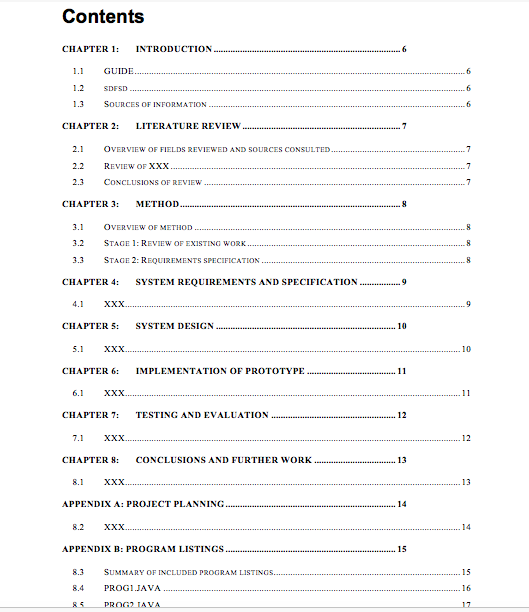 Contents
CHAPTER 1: INTRODUCTION ........................................................................... 6
1.1 GUIDE ........................................................................... 6
1.2 SDFSD ........................................................................... 6
1.3 SOURCES OF INFORMATION ........................................................................... 6
CHAPTER 2: LITERATURE REVIEW ........................................................................... 7
2.1 OVERVIEW OF FIELDS REVIEWED AND SOURCES CONSULTED ........................................................................... 7
2.2 REVIEW OF XXX ........................................................................... 7
2.3 CONCLUSIONS OF REVIEW ........................................................................... 7
CHAPTER 3: METHOD ........................................................................... 8
3.1 OVERVIEW OF METHOD ........................................................................... 8
3.2 STAGE 1: REVIEW OF EXISTING WORK ........................................................................... 8
3.3 STAGE 2: REQUIREMENTS SPECIFICATION ........................................................................... 8
CHAPTER 4: SYSTEM REQUIREMENTS AND SPECIFICATION ................. 9
4.1 XXX ........................................................................... 9
CHAPTER 5: SYSTEM DESIGN ........................................................................... 10
5.1 XXX ........................................................................... 10
CHAPTER 6: IMPLEMENTATION OF PROTOTYPE .................................... 11
6.1 XXX ........................................................................... 11
CHAPTER 7: TESTING AND EVALUATION .................................................. 12
7.1 XXX ........................................................................... 12
CHAPTER 8: CONCLUSIONS AND FURTHER WORK ................................. 13
8.1 XXX ........................................................................... 13
APPENDIX A: PROJECT PLANNING .................................................................... 14
8.2 XXX ........................................................................... 14
APPENDIX B: PROGRAM LISTINGS .................................................................... 15
8.3 SUMMARY OF INCLUDED PROGRAM LISTINGS ........................................................................... 15
8.4 PROG1.JAVA ........................................................................... 16
8.5 PROG2.JAVA ........................................................................... 17